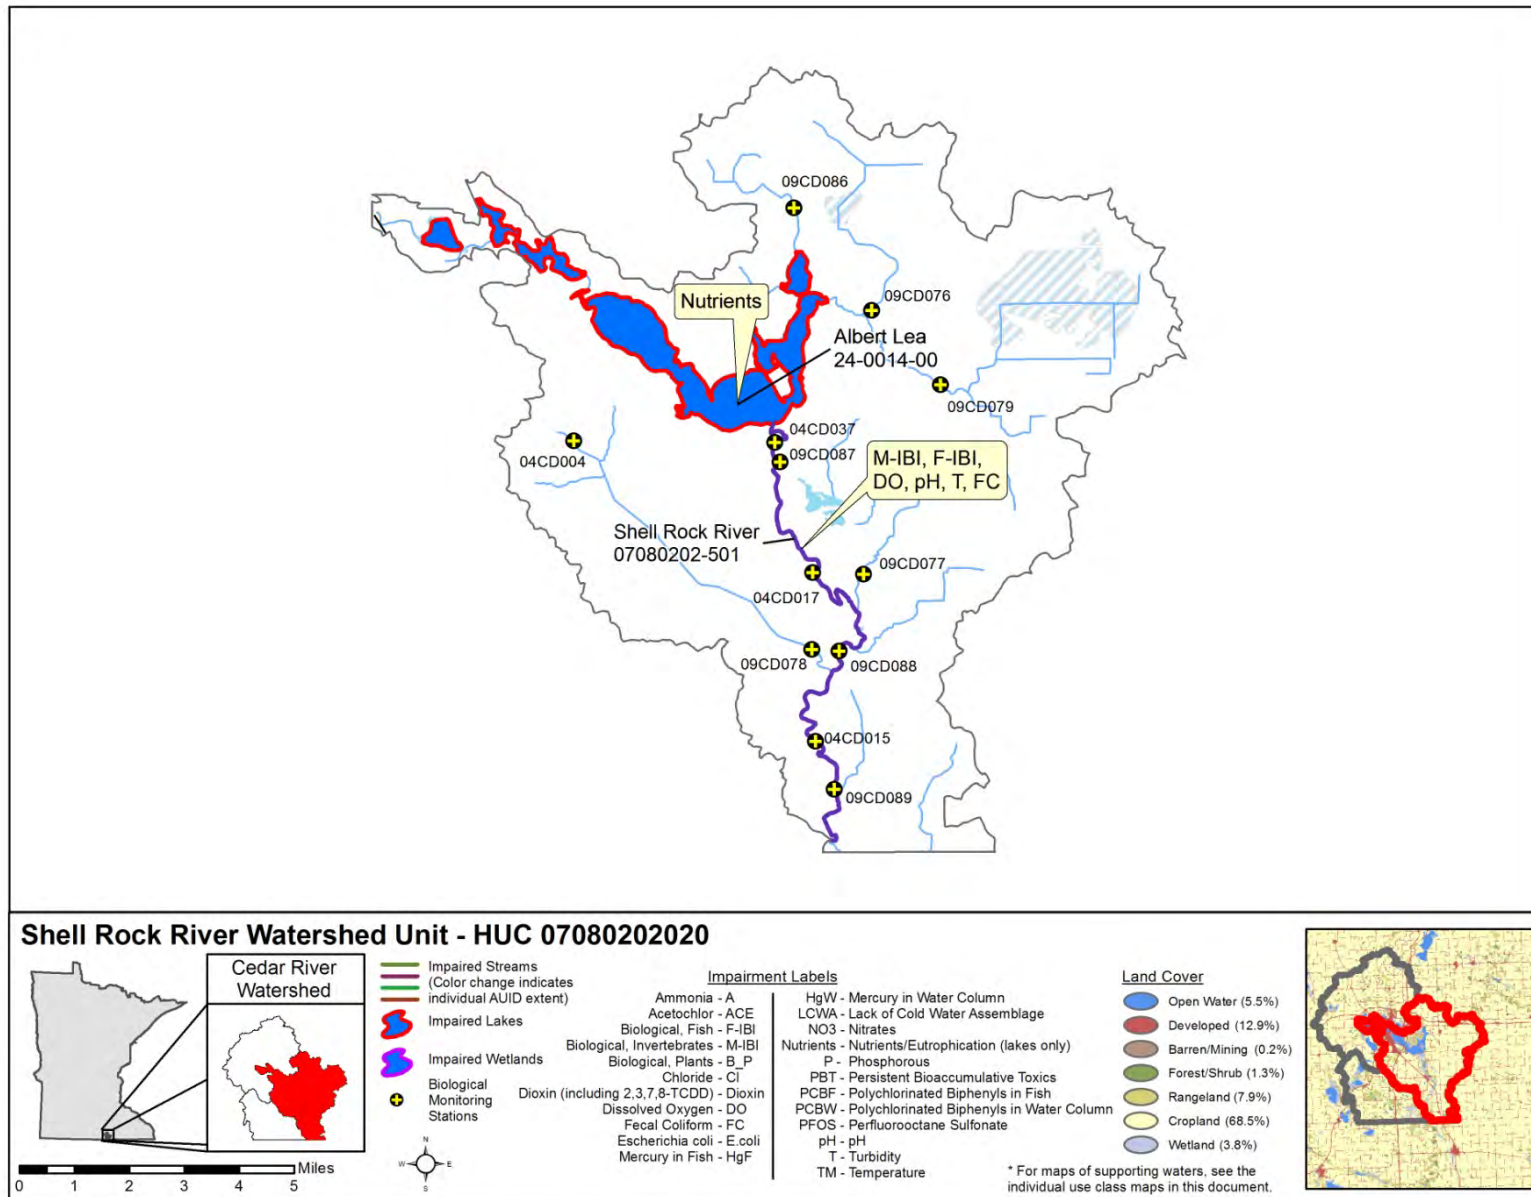 09CD086
Nutrients
09CD076
Albert Lea
24-0014-00
09CD079
04CD037
04CD004
09CD087
M-IBI, F-IBI,
DO, pH, T, FC
Shell Rock River
07080202-501
09CD077
04CD017
09CD078
09CD088
04CD015
09CD089
Shell Rock River Watershed Unit - HUC 07080202020
Cedar River
Watershed
Miles
0 1 2 3 4 5
Impaired Streams
(Color change indicates
individual AUID extent)
Impaired Lakes
Impaired Wetlands
Biological
Monitoring
Stations
N
W E
S
Impairment Labels
Ammonia - A
Acetochlor - ACE
Biological, Fish - F-IBI
Biological, Invertebrates - M-IBI
Biological, Plants - B_P
Chloride - Cl
Dioxin (including 2,3,7,8-TCDD) - Dioxin
Dissolved Oxygen - DO
Fecal Coliform - FC
Escherichia coli - E.coli
Mercury in Fish - HgF
HgW - Mercury in Water Column
LCWA - Lack of Cold Water Assemblage
NO3 - Nitrates
Nutrients - Nutrients/Eutrophication (lakes only)
P - Phosphorous
PBT - Persistent Bioaccumulative Toxics
PCBF - Polychlorinated Biphenyls in Fish
PCBW - Polychlorinated Biphenyls in Water Column
PFOS - Perfluorooctane Sulfonate
pH - pH
T - Turbidity
TM - Temperature
Land Cover
Open Water (5.5%)
Developed (12.9%)
Barren/Mining (0.2%)
Forest/Shrub (1.3%)
Rangeland (7.9%)
Cropland (68.5%)
Wetland (3.8%)
* For maps of supporting waters, see the
individual use class maps in this document.